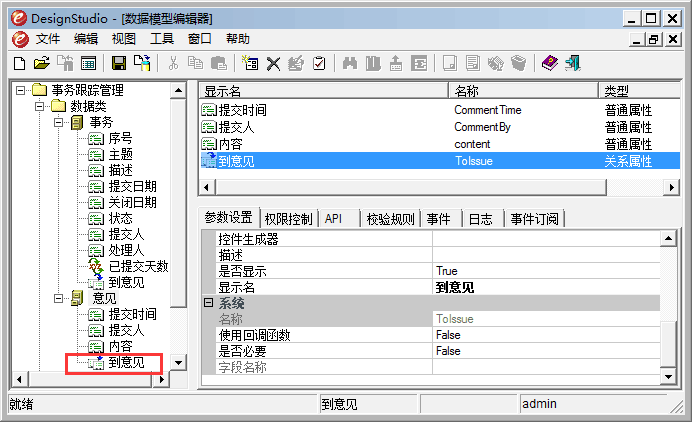 DesignStudio - [数据模型编辑器]
文件 编辑 视图 工具 窗口 帮助
事务跟踪管理
数据类
事务
序号
主题
描述
提交日期
关闭日期
状态
提交人
处理人
已提交天数
到意见
意见
提交时间
提交人
内容
到意见
显示名 名称 类型
提交时间 CommentTime 普通属性
提交人 CommentBy 普通属性
内容 content 普通属性
到意见 ToIssue 关系属性
参数设置 权限控制 API 校验规则 事件 日志 事件订阅
控件生成器
描述
是否显示 True
显示名 到意见
系统
名称 ToIssue
使用回调函数 False
是否必要 False
字段名称
就绪 到意见 admin